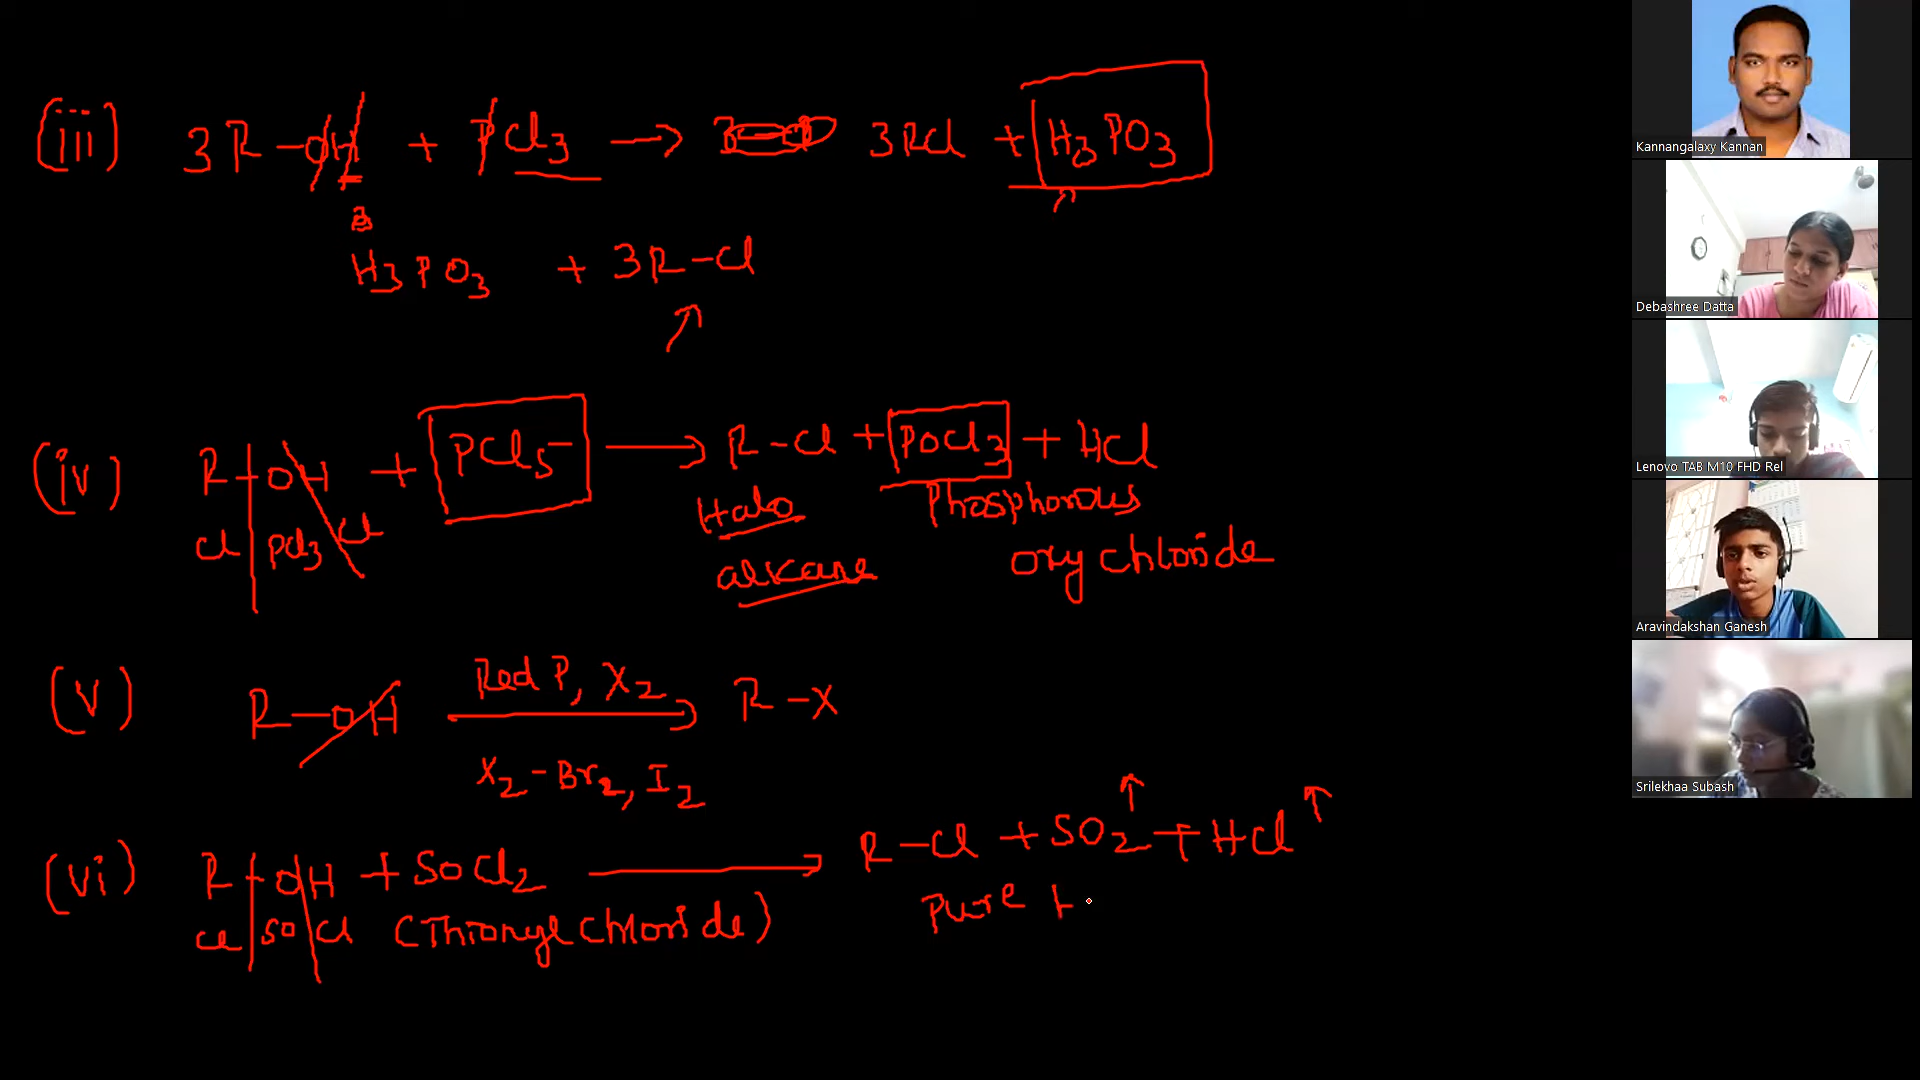 (iii) 3R-OH + PCl3 → 3RCl + H3PO3
3
H3PO3 + 3R-Cl
(iv) R-OH + PCl5 → R-Cl + POCl3 + HCl
Cl PCl3 Cl
Halo Phosphorous
alkane oxy chloride
(v) R-OH Red P, X2 → R-X
X2-Br2, I2
(vi) R-OH + SOCl2 → R-Cl + SO2↑ + HCl↑
Cl SO Cl (Thionyl chloride) pure
Kannangalaxy Kannan
Debashree Datta
Lenovo TAB M10 FHD Rel
Aravindakshan Ganesh
Srilekhaa Subash